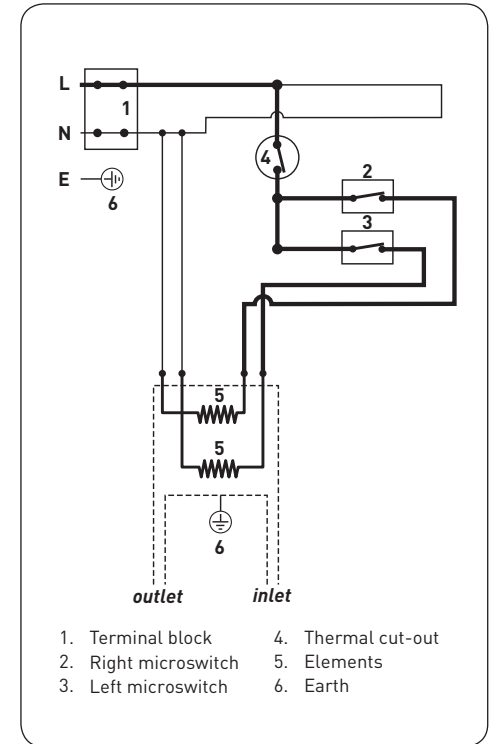 L
1
N
4
2
E
6
3
5
5
6
outlet inlet
1. Terminal block
2. Right microswitch
3. Left microswitch
4. Thermal cut-out
5. Elements
6. Earth